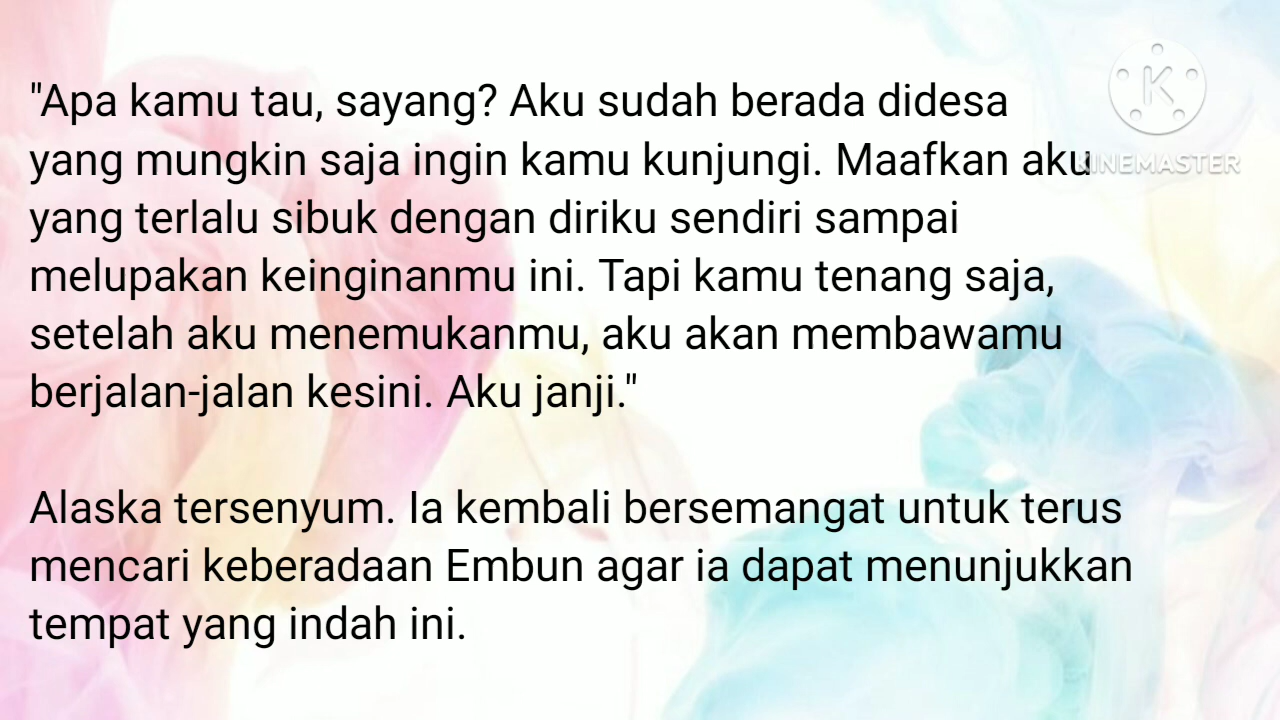 "Apa kamu tau, sayang? Aku sudah berada didesa
yang mungkin saja ingin kamu kunjungi. Maafkan aku
yang terlalu sibuk dengan diriku sendiri sampai
melupakan keinginanmu ini. Tapi kamu tenang saja,
setelah aku menemukanmu, aku akan membawamu
berjalan-jalan kesini. Aku janji."
Alaska tersenyum. Ia kembali bersemangat untuk terus
mencari keberadaan Embun agar ia dapat menunjukkan
tempat yang indah ini.
K
KINEMASTER